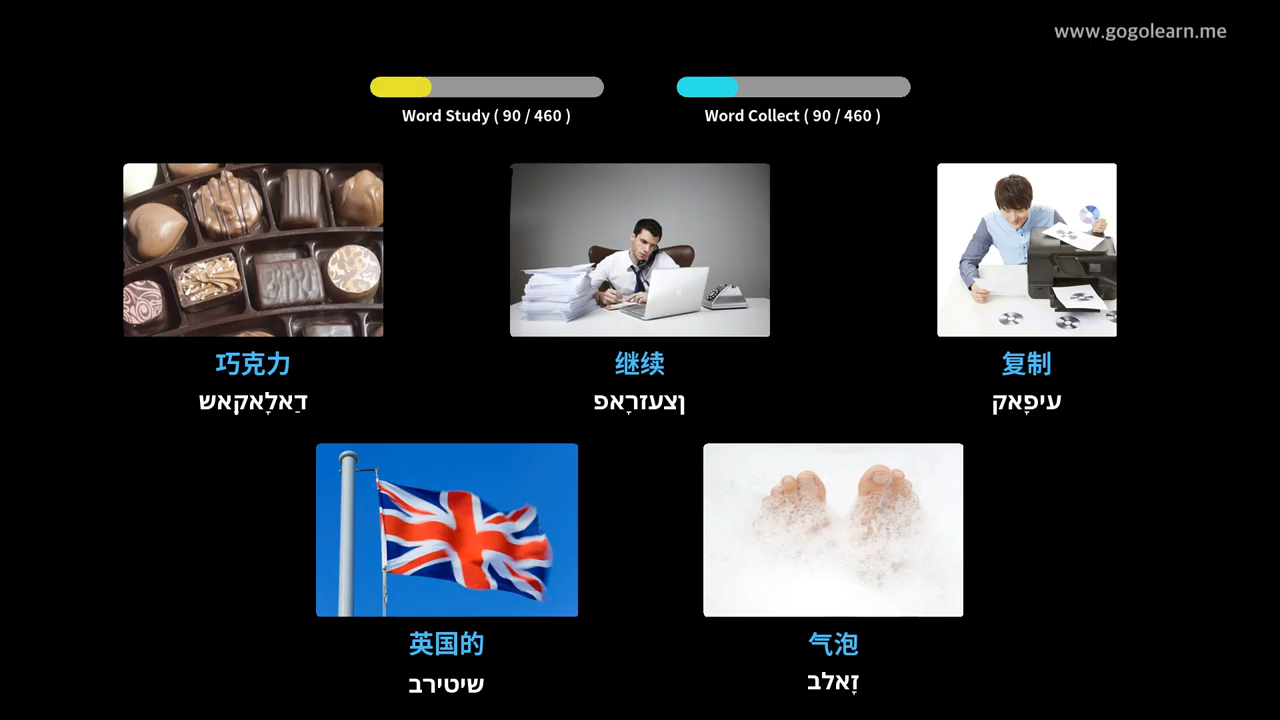 www.gogolearn.me
Word Study ( 90 / 460 )
Word Collect ( 90 / 460 )
巧克力
דַאלָאקאש
继续
ןצעזרָאפ
复制
עיפָאק
英国的
שיטירב
气泡
זָאלב